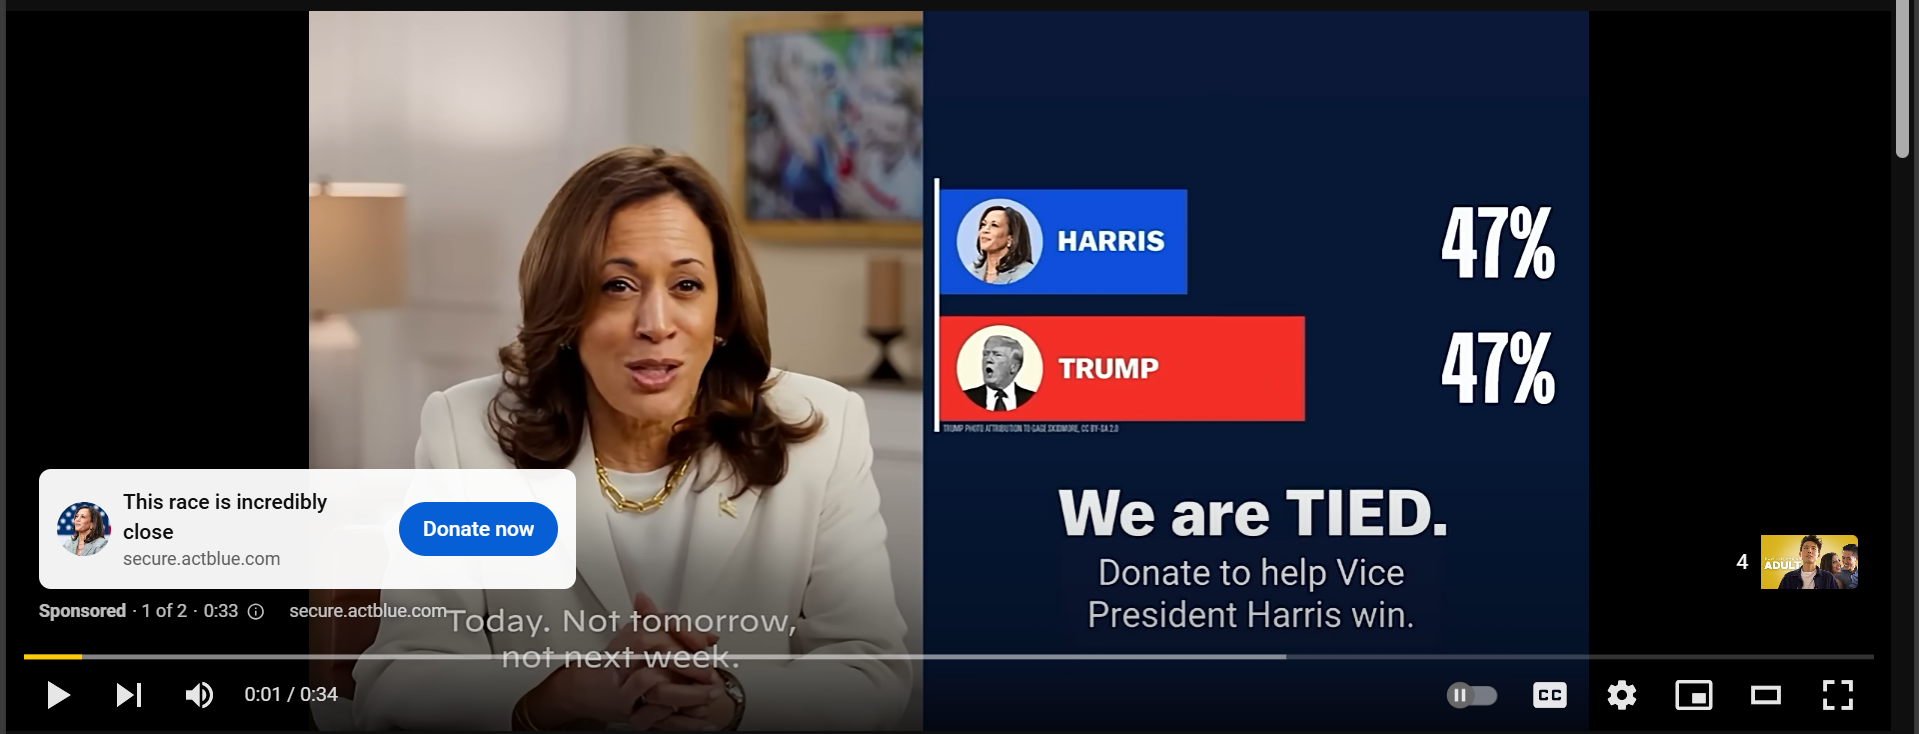 HARRIS
47%
TRUMP
47%
TRUMP PHOTO ATTRIBUTION TO GAGE SKIDMORE, CC BY-SA 2.0
We are TIED.
Donate to help Vice
President Harris win.
This race is incredibly
close
secure.actblue.com
Donate now
Sponsored · 1 of 2 · 0:33
secure.actblue.com
Today. Not tomorrow,
not next week.
4
ADULT
0:01 / 0:34
CC